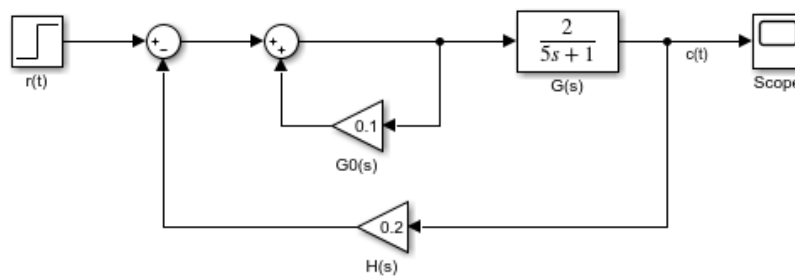 r(t)
+
−
+
+
2
5s + 1
G(s)
c(t)
Scope
0.1
G0(s)
0.2
H(s)